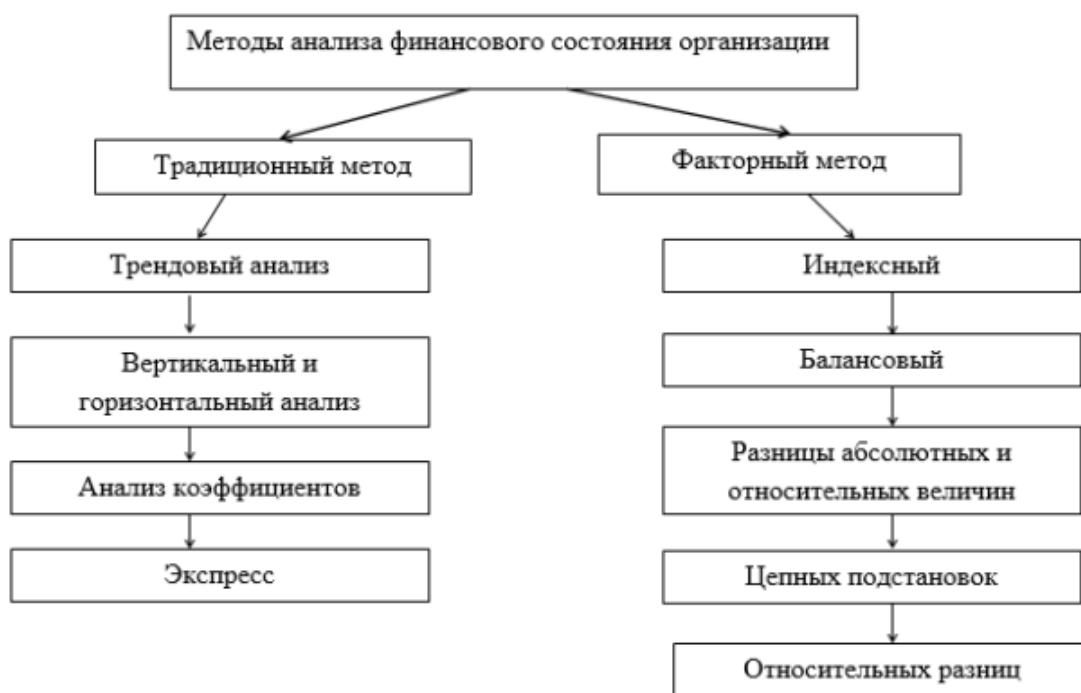 Методы анализа финансового состояния организации
Традиционный метод
Факторный метод
Трендовый анализ
Индексный
Вертикальный и
горизонтальный анализ
Балансовый
Анализ коэффициентов
Разницы абсолютных и
относительных величин
Экспресс
Цепных подстановок
Относительных разниц